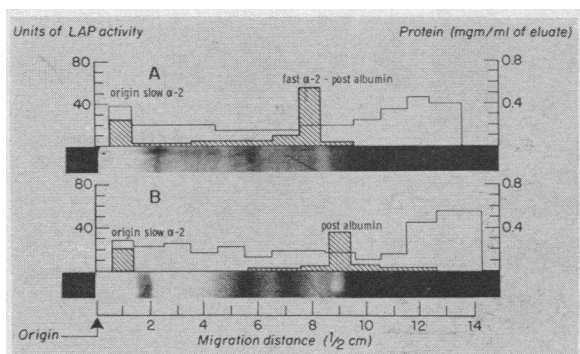 Units of LAP activity
Protein (mgm/ml of eluate)
80
40
A
origin slow α-2
fast α-2 - post albumin
0.8
0.4
80
40
B
origin slow α-2
post albumin
0.8
0.4
2
4
6
8
10
12
14
Origin
Migration distance (1/2 cm)